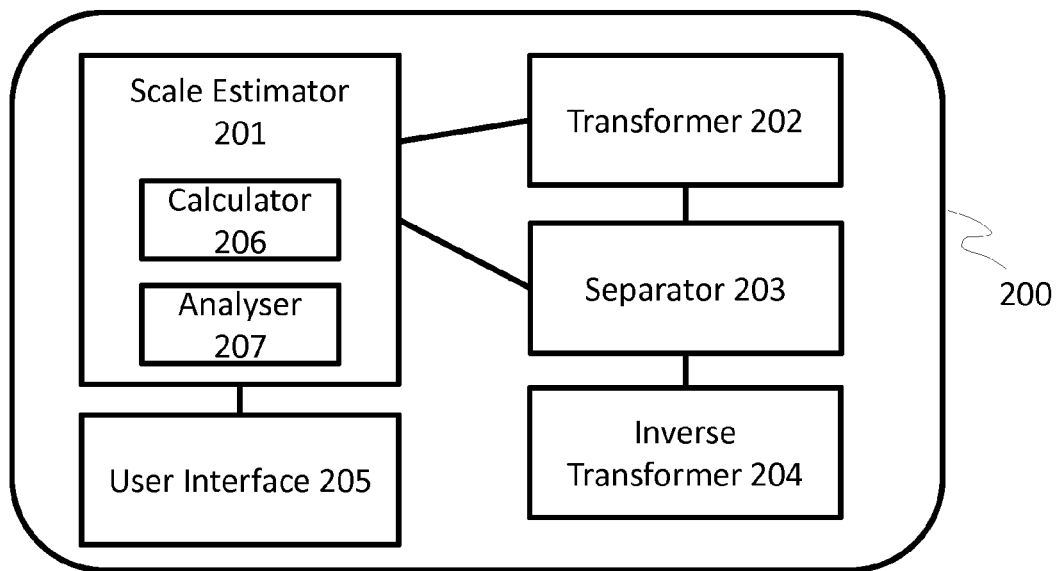 Scale Estimator
201
Calculator
206
Analyser
207
User Interface 205
Transformer 202
Separator 203
Inverse
Transformer 204
200